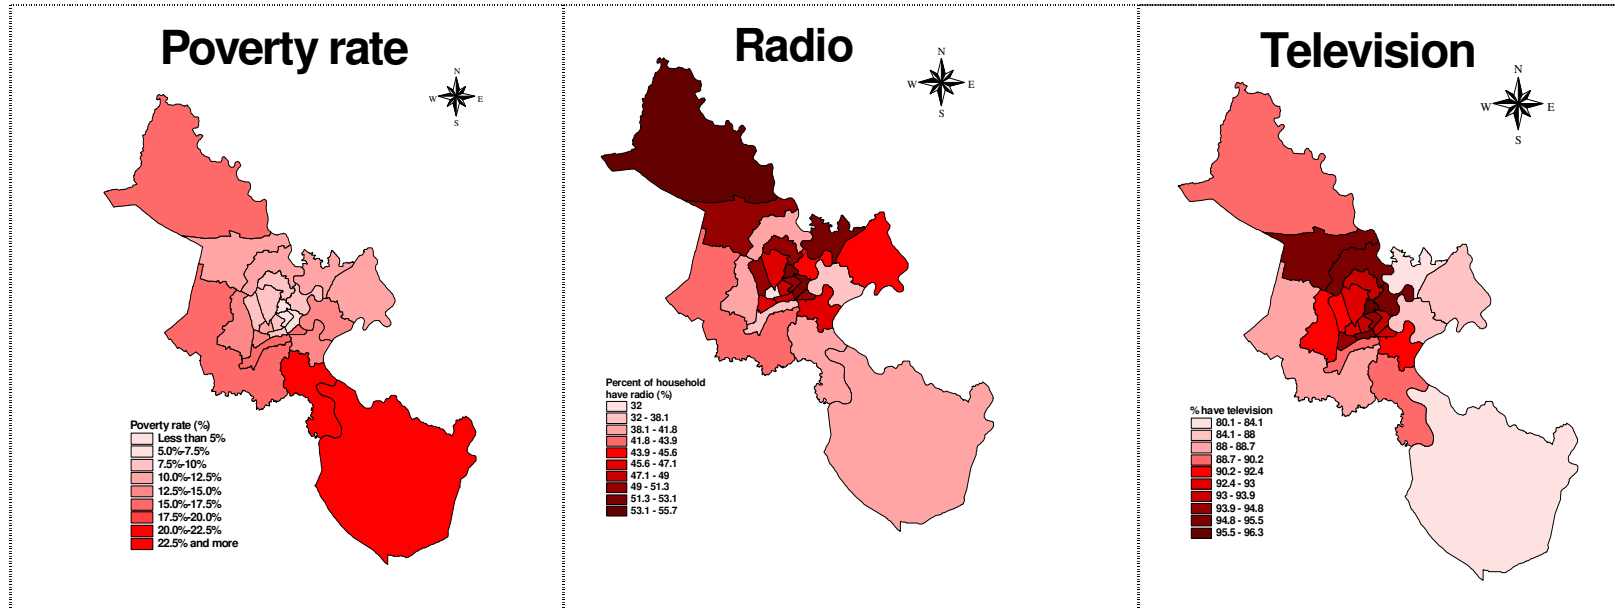 Poverty rate
N
W
E
S
Poverty rate (%)
Less than 5%
5.0%-7.5%
7.5%-10%
10.0%-12.5%
12.5%-15.0%
15.0%-17.5%
17.5%-20.0%
20.0%-22.5%
22.5% and more
Radio
N
W
E
S
Percent of household
have radio (%)
32
32 - 38.1
38.1 - 41.8
41.8 - 43.9
43.9 - 45.6
45.6 - 47.1
47.1 - 49
49 - 51.3
51.3 - 53.1
53.1 - 55.7
Television
N
W
E
S
% have television
80.1 - 84.1
84.1 - 88
88 - 88.7
88.7 - 90.2
90.2 - 92.4
92.4 - 93
93 - 93.9
93.9 - 94.8
94.8 - 95.5
95.5 - 96.3